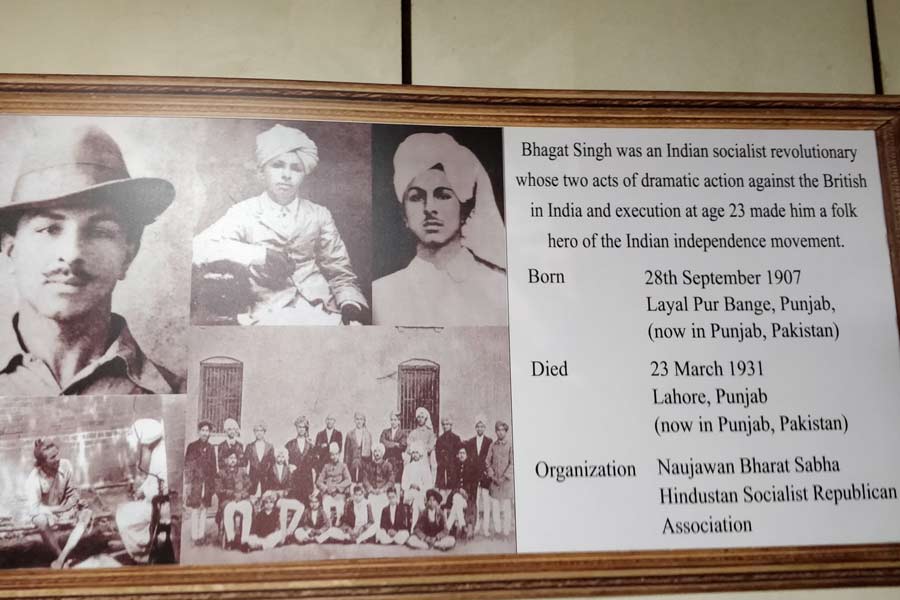 Bhagat Singh was an Indian socialist revolutionary
whose two acts of dramatic action against the British
in India and execution at age 23 made him a folk
hero of the Indian independence movement.
Born 28th September 1907
Layal Pur Bange, Punjab,
(now in Punjab, Pakistan)
Died 23 March 1931
Lahore, Punjab
(now in Punjab, Pakistan)
Organization Naujawan Bharat Sabha
Hindustan Socialist Republican
Association